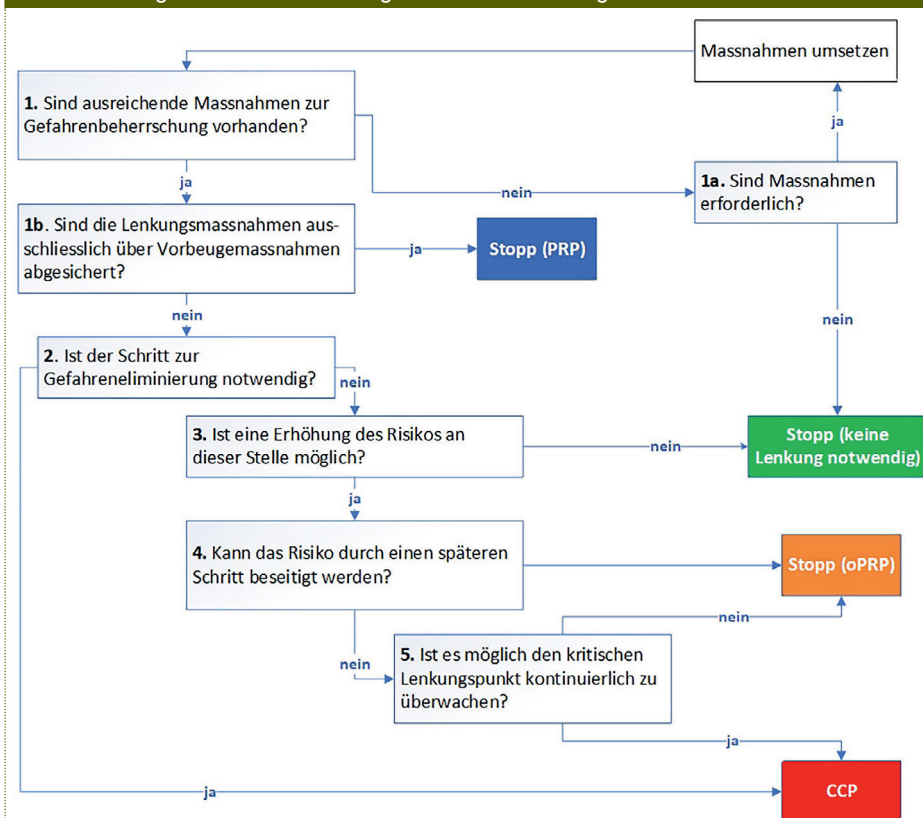 Massnahmen umsetzen
1. Sind ausreichende Massnahmen zur
Gefahrenbeherrschung vorhanden?
ja
ja
nein
1a. Sind Massnahmen
erforderlich?
1b. Sind die Lenkungsmassnahmen aus-
schliesslich über Vorbeugemassnahmen
abgesichert?
ja
Stopp (PRP)
nein
nein
2. Ist der Schritt zur
Gefahreneliminierung notwendig?
nein
3. Ist eine Erhöhung des Risikos an
dieser Stelle möglich?
nein
Stopp (keine
Lenkung notwendig)
ja
4. Kann das Risiko durch einen späteren
Schritt beseitigt werden?
Stopp (oPRP)
nein
nein
5. Ist es möglich den kritischen
Lenkungspunkt kontinuierlich zu
überwachen?
ja
ja
CCP